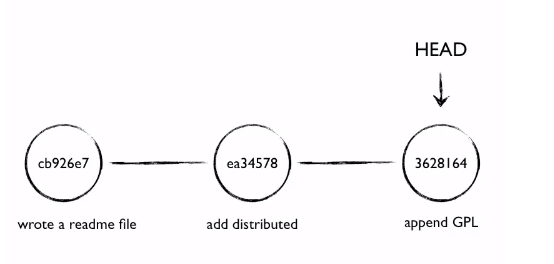 HEAD
cb926e7
ea34578
3628164
wrote a readme file
add distributed
append GPL